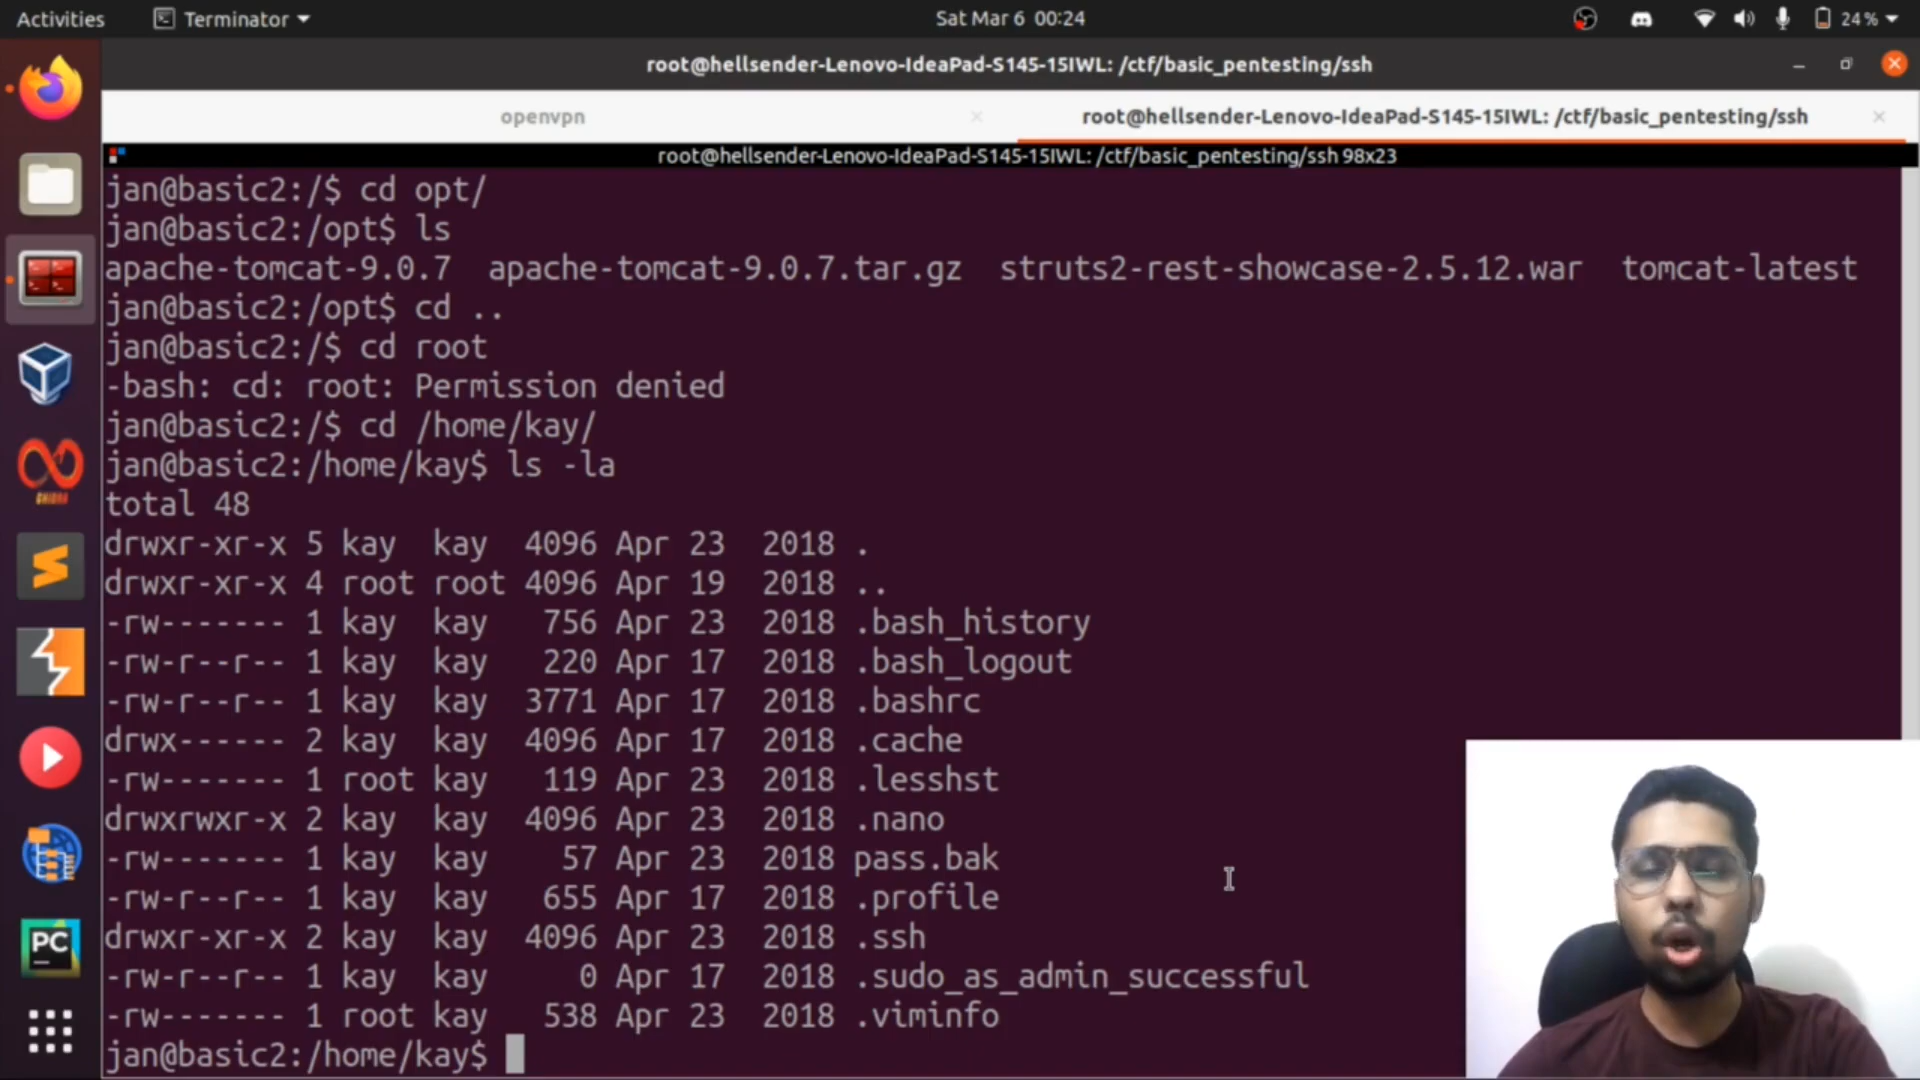 Activities Terminator Sat Mar 6 00:24 24 %
root@hellsender-Lenovo-IdeaPad-S145-15IWL: /ctf/basic_pentesting/ssh
openvpn root@hellsender-Lenovo-IdeaPad-S145-15IWL: /ctf/basic_pentesting/ssh
root@hellsender-Lenovo-IdeaPad-S145-15IWL: /ctf/basic_pentesting/ssh 98x23
jan@basic2:/$ cd opt/
jan@basic2:/opt$ ls
apache-tomcat-9.0.7 apache-tomcat-9.0.7.tar.gz struts2-rest-showcase-2.5.12.war tomcat-latest
jan@basic2:/opt$ cd ..
jan@basic2:/$ cd root
-bash: cd: root: Permission denied
jan@basic2:/$ cd /home/kay/
jan@basic2:/home/kay$ ls -la
total 48
drwxr-xr-x 5 kay kay 4096 Apr 23 2018 .
drwxr-xr-x 4 root root 4096 Apr 19 2018 ..
-rw------- 1 kay kay 756 Apr 23 2018 .bash_history
-rw-r--r-- 1 kay kay 220 Apr 17 2018 .bash_logout
-rw-r--r-- 1 kay kay 3771 Apr 17 2018 .bashrc
drwx------ 2 kay kay 4096 Apr 17 2018 .cache
-rw------- 1 root kay 119 Apr 23 2018 .lesshst
drwxrwxr-x 2 kay kay 4096 Apr 23 2018 .nano
-rw------- 1 kay kay 57 Apr 23 2018 pass.bak
-rw-r--r-- 1 kay kay 655 Apr 17 2018 .profile
drwxr-xr-x 2 kay kay 4096 Apr 23 2018 .ssh
-rw-r--r-- 1 kay kay 0 Apr 17 2018 .sudo_as_admin_successful
-rw------- 1 root kay 538 Apr 23 2018 .viminfo
jan@basic2:/home/kay$
GHIDRA
PC